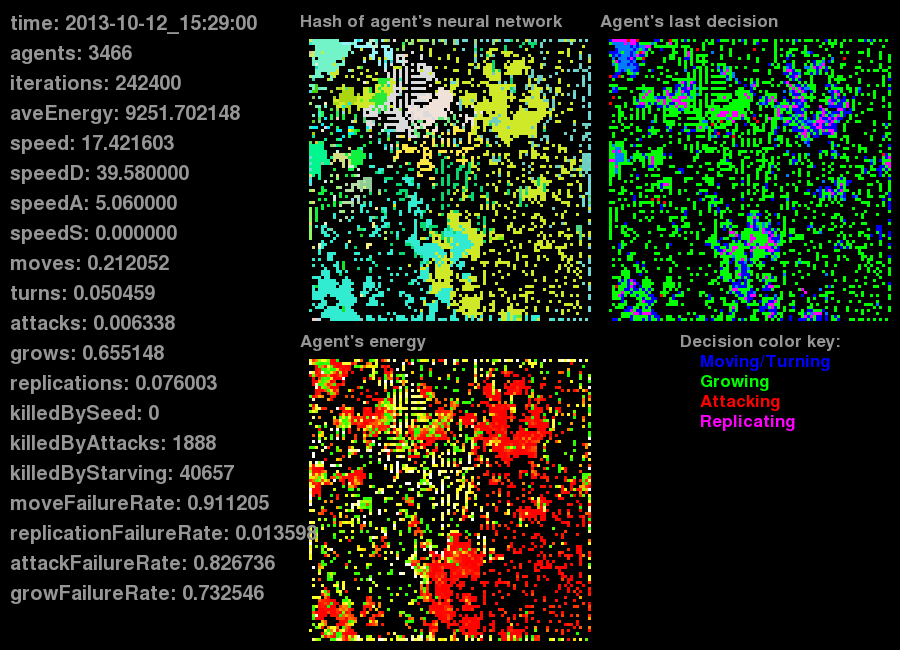 time: 2013-10-12_15:29:00
agents: 3466
iterations: 242400
aveEnergy: 9251.702148
speed: 17.421603
speedD: 39.580000
speedA: 5.060000
speedS: 0.000000
moves: 0.212052
turns: 0.050459
attacks: 0.006338
grows: 0.655148
replications: 0.076003
killedBySeed: 0
killedByAttacks: 1888
killedByStarving: 40657
moveFailureRate: 0.911205
replicationFailureRate: 0.013598
attackFailureRate: 0.826736
growFailureRate: 0.732546
Hash of agent's neural network
Agent's last decision
Agent's energy
Decision color key:
Moving/Turning
Growing
Attacking
Replicating